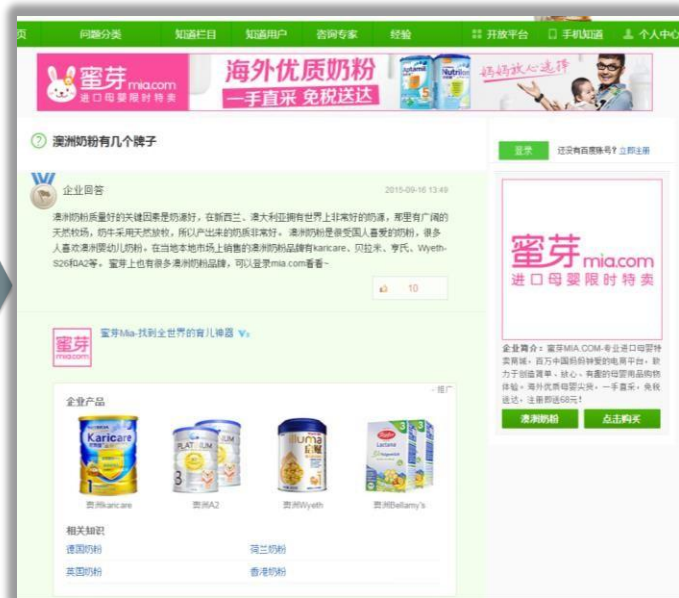 页 问题分类 知道栏目 知道用户 咨询专家 经验 开放平台 手机知道 个人中心
蜜芽 mia.com
进口母婴限时特卖
海外优质奶粉
一手直采 免税送达
Aptamil
Nutrilon
妈妈放心选择
澳洲奶粉有几个牌子
登录 还没有百度账号？立即注册
企业回答 2015-09-16 13:49
澳洲奶粉质量好的关键因素是奶源好，在新西兰、澳大利亚拥有世界上非常好的奶源，那里有广阔的
天然牧场，奶牛采用天然放牧，所以产出来的奶质非常好。 澳洲奶粉是很受国人喜爱的奶粉，很多
人喜欢澳洲婴幼儿奶粉。在当地本地市场上销售的澳洲奶粉品牌有karicare、贝拉米、亨氏、Wyeth-
S26和A2等。 蜜芽上也有很多澳洲奶粉品牌，可以登录mia.com看看~
10
蜜芽
mia.com
蜜芽Mia-找到全世界的育儿神器
推广
企业产品
Karicare
1
PLATINUM
3
illuma
启赋
Lactana
3
澳洲karicare 澳洲A2 澳洲Wyeth 澳洲Bellamy's
相关知识
德国奶粉 荷兰奶粉
英国奶粉 香港奶粉
蜜芽 mia.com
进口母婴限时特卖
企业简介：蜜芽MIA.COM-专业进口母婴特
卖商城，百万中国妈妈钟爱的电商平台，致
力于创造简单、放心、有趣的母婴用品购物
体验。海外优质母婴尖货，一手直采，免税
送达，注册即送68元！
澳洲奶粉 点击购买